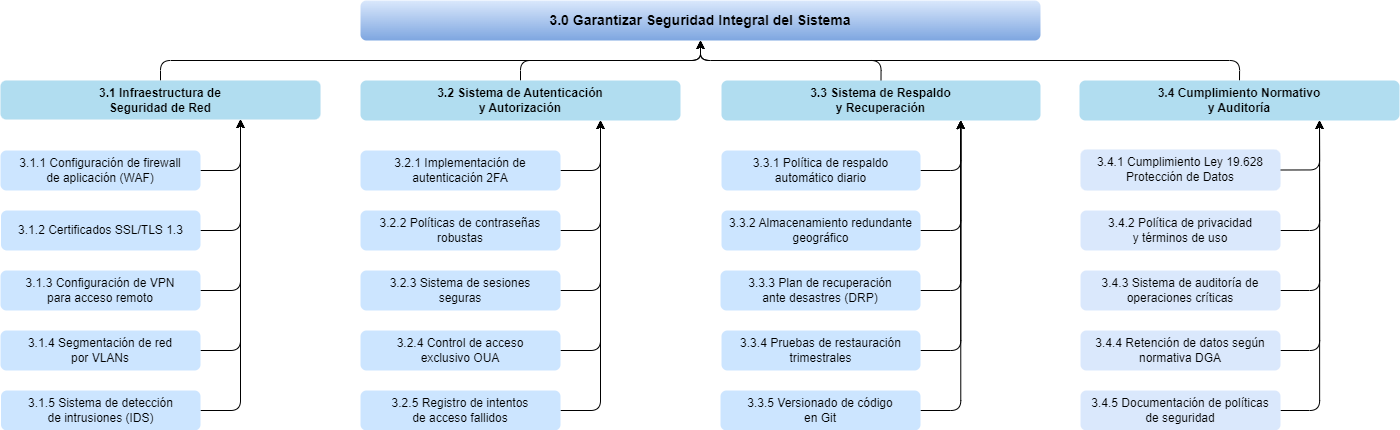 3.0 Garantizar Seguridad Integral del Sistema
3.1 Infraestructura de
Seguridad de Red
3.1.1 Configuración de firewall
de aplicación (WAF)
3.1.2 Certificados SSL/TLS 1.3
3.1.3 Configuración de VPN
para acceso remoto
3.1.4 Segmentación de red
por VLANs
3.1.5 Sistema de detección
de intrusiones (IDS)
3.2 Sistema de Autenticación
y Autorización
3.2.1 Implementación de
autenticación 2FA
3.2.2 Políticas de contraseñas
robustas
3.2.3 Sistema de sesiones
seguras
3.2.4 Control de acceso
exclusivo OUA
3.2.5 Registro de intentos
de acceso fallidos
3.3 Sistema de Respaldo
y Recuperación
3.3.1 Política de respaldo
automático diario
3.3.2 Almacenamiento redundante
geográfico
3.3.3 Plan de recuperación
ante desastres (DRP)
3.3.4 Pruebas de restauración
trimestrales
3.3.5 Versionado de código
en Git
3.4 Cumplimiento Normativo
y Auditoría
3.4.1 Cumplimiento Ley 19.628
Protección de Datos
3.4.2 Política de privacidad
y términos de uso
3.4.3 Sistema de auditoría de
operaciones críticas
3.4.4 Retención de datos según
normativa DGA
3.4.5 Documentación de políticas
de seguridad